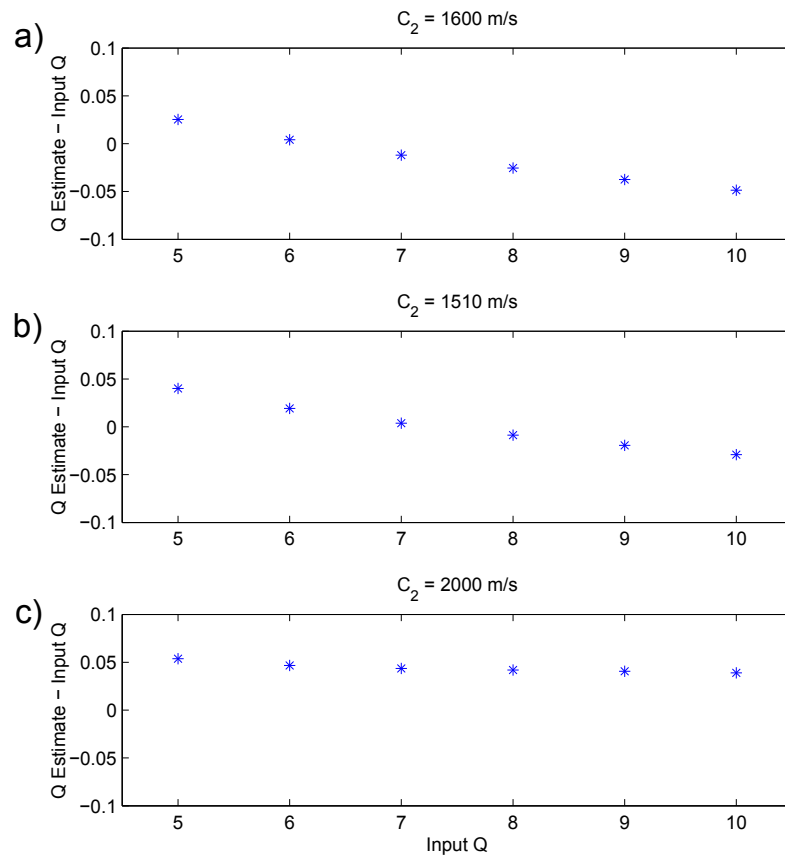 C2 = 1600 m/s
a)
Q Estimate − Input Q
0.1
0.05
0
−0.05
−0.1
5 6 7 8 9 10
C2 = 1510 m/s
b)
Q Estimate − Input Q
0.1
0.05
0
−0.05
−0.1
5 6 7 8 9 10
C2 = 2000 m/s
c)
Q Estimate − Input Q
0.1
0.05
0
−0.05
−0.1
5 6 7 8 9 10
Input Q